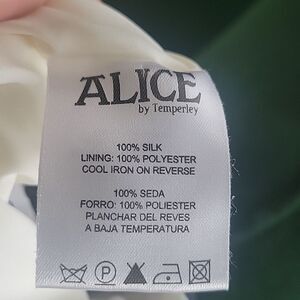 ALICE
by Temperley
100% SILK
LINING: 100% POLYESTER
COOL IRON ON REVERSE
100% SEDA
FORRO: 100% POLIESTER
PLANCHAR DEL REVES
A BAJA TEMPERATURA
P